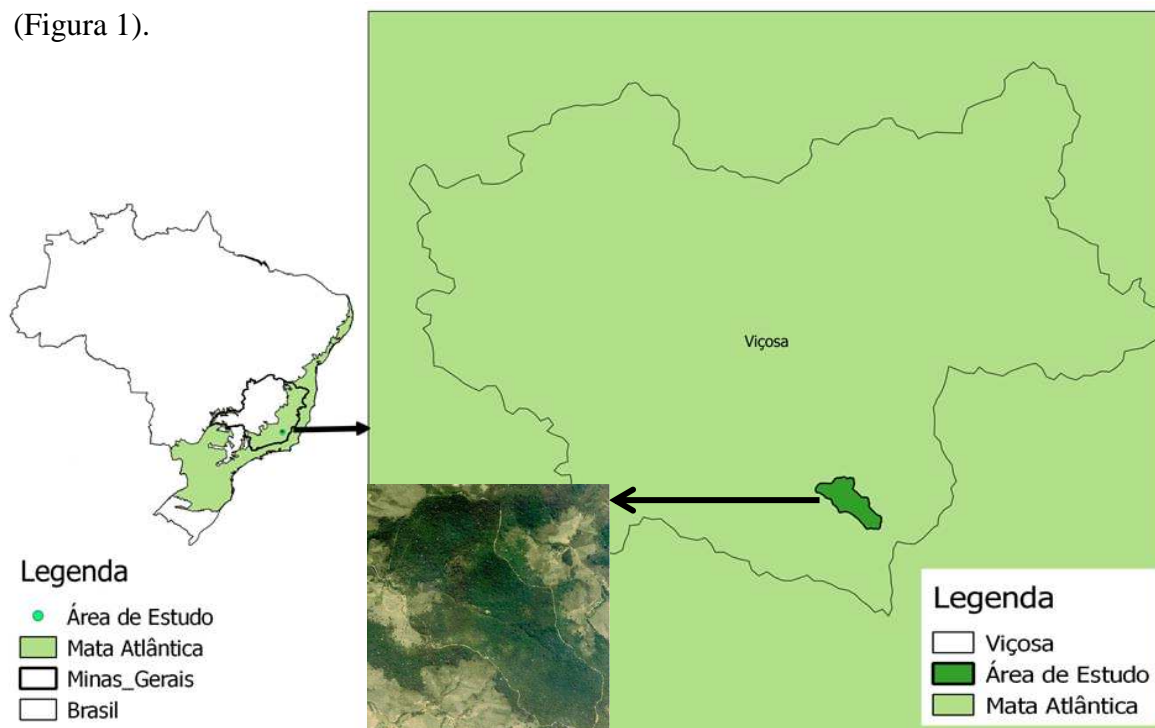 (Figura 1).
Viçosa
Legenda
Área de Estudo
Mata Atlântica
Minas_Gerais
Brasil
Legenda
Viçosa
Área de Estudo
Mata Atlântica